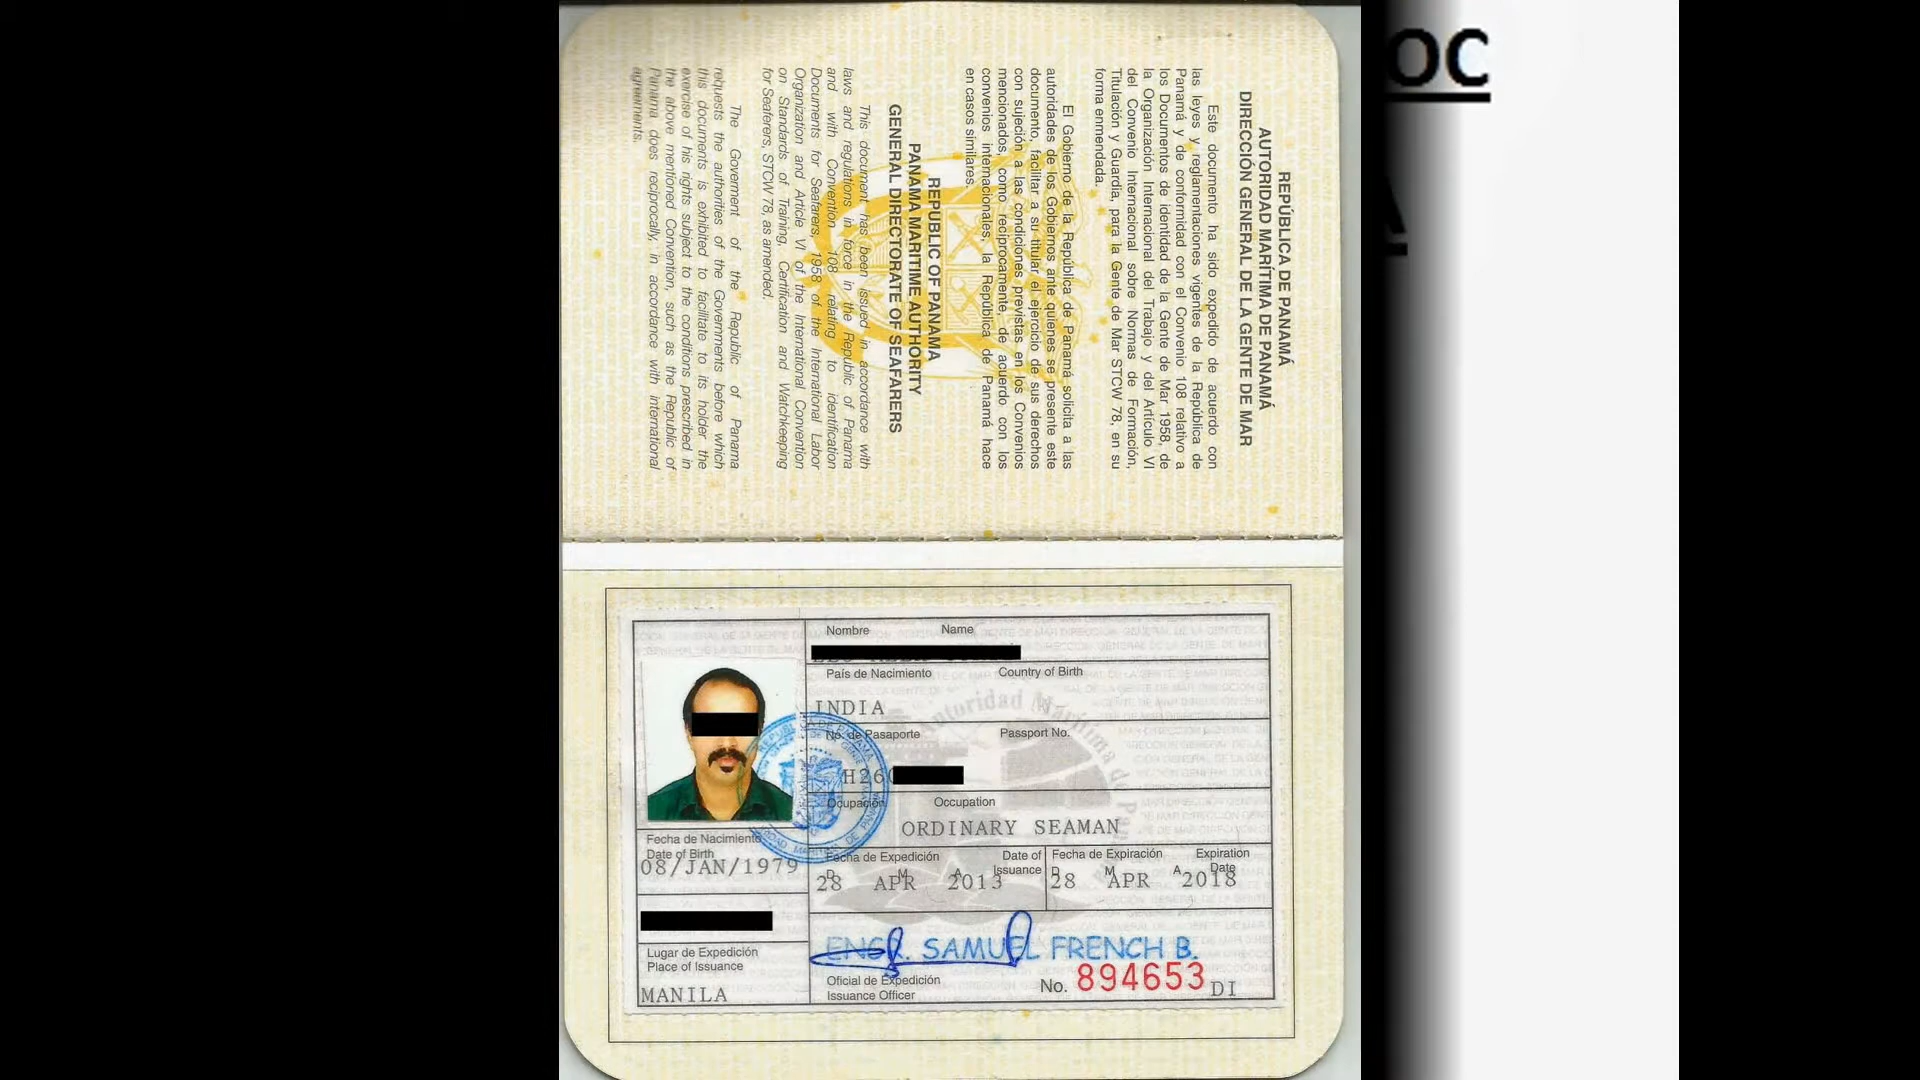 REPÚBLICA DE PANAMÁ
AUTORIDAD MARÍTIMA DE PANAMÁ
DIRECCIÓN GENERAL DE LA GENTE DE MAR
Este documento ha sido expedido de acuerdo con
las leyes y reglamentaciones vigentes de la República de
Panamá y de conformidad con el Convenio 108 relativo a
los Documentos de identidad de la Gente de Mar 1958, de
la Organización Internacional del Trabajo y del Artículo VI
del Convenio Internacional sobre Normas de Formación,
Titulación y Guardia, para la Gente de Mar STCW 78, en su
forma enmendada.
El Gobierno de la República de Panamá solicita a las
autoridades de los Gobiernos ante quienes se presente este
documento, facilitar a su titular el ejercicio de sus derechos
con sujeción a las condiciones previstas en los Convenios
mencionados, como recíprocamente, de acuerdo con los
convenios internacionales, la República de Panamá hace
en casos similares.
REPUBLIC OF PANAMA
PANAMA MARITIME AUTHORITY
GENERAL DIRECTORATE OF SEAFARERS
This document has been issued in accordance with
laws and regulations in force in the Republic of Panama
and with Convention 108 relating to identification
Documents for Seafarers, 1958 of the International Labor
Organization and Article VI of the International Convention
on Standards of Training, Certification and Watchkeeping
for Seaferers, STCW 78, as amended.
The Goverment of the Republic of Panama
requests the authorities of the Governments before which
this documents is exhibited to facilitate to its holder the
exercise of his rights subject to the conditions prescribed in
the above mentioned Convention, such as the Republic of
Panama does reciprocally, in accordance with international
agreements.
OC
Nombre Name
País de Nacimiento Country of Birth
INDIA
No. de Pasaporte Passport No.
H26
Ocupación Occupation
ORDINARY SEAMAN
Fecha de Nacimiento
Date of Birth
08/JAN/1979
Fecha de Expedición Date of Issuance
D M A
28 APR 2013
Fecha de Expiración Expiration Date
D M A
28 APR 2018
Lugar de Expedición
Place of Issuance
MANILA
ENGR. SAMUEL FRENCH B.
Oficial de Expedición
Issuance Officer
No. 894653 DI